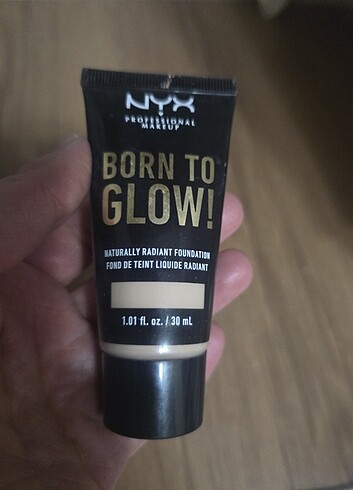 NYX
PROFESSIONAL
MAKEUP
BORN TO
GLOW!
NATURALLY RADIANT FOUNDATION
FOND DE TEINT LIQUIDE RADIANT
1.01 fl. oz. / 30 mL